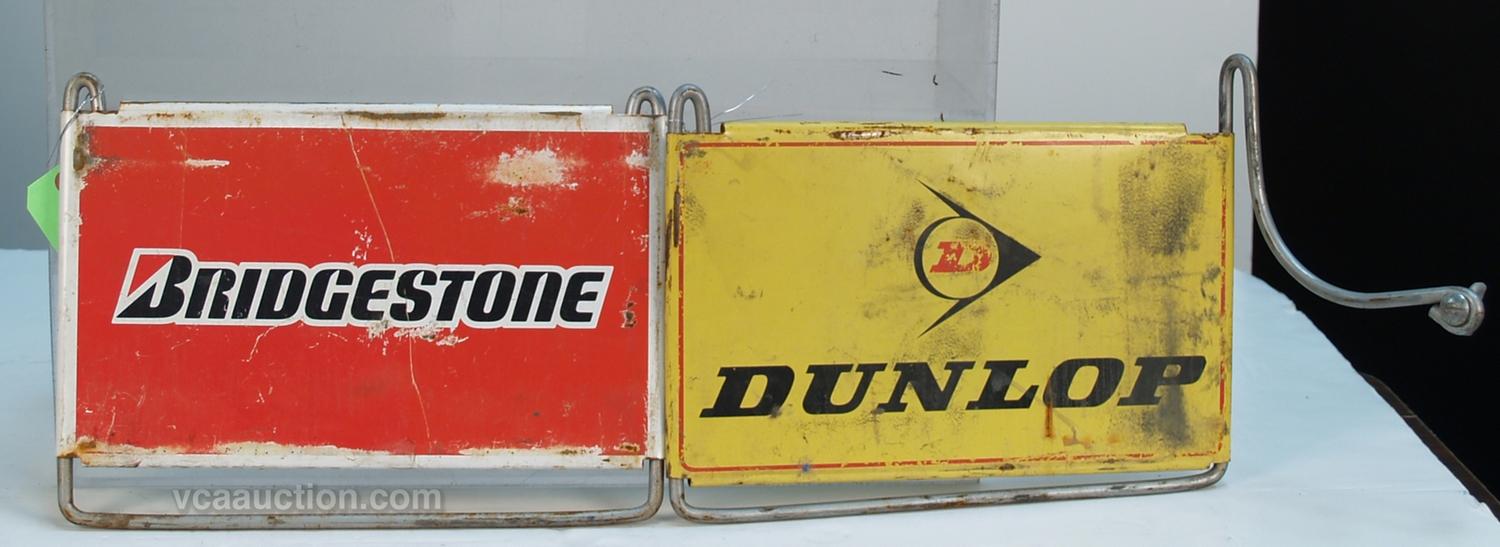 BRIDGESTONE
D
DUNLOP
vcaauction.com